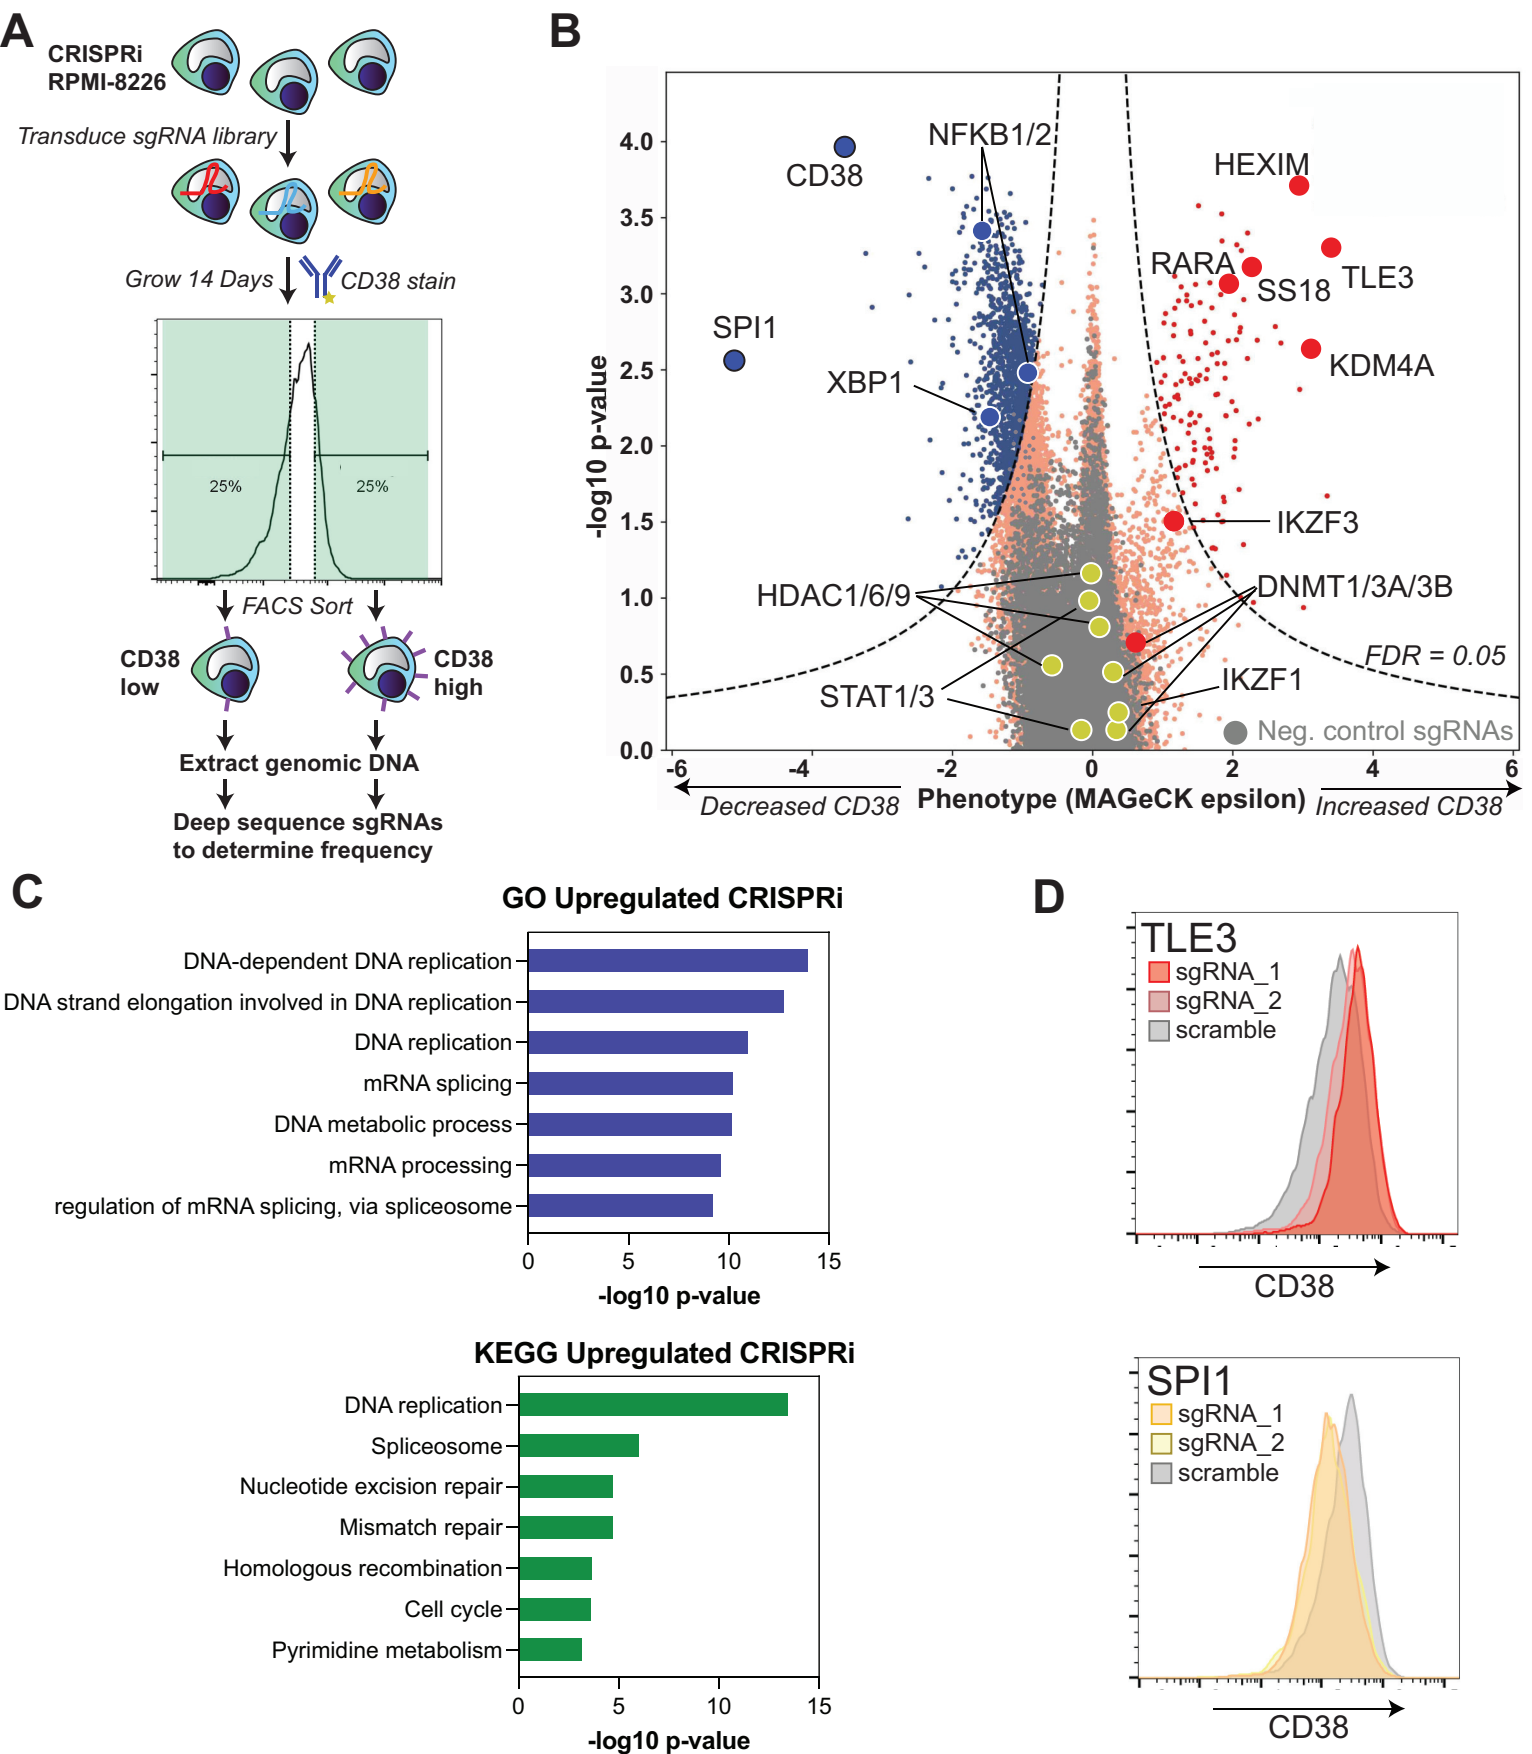 A
CRISPRi
RPMI-8226
Transduce sgRNA library
Grow 14 Days
CD38 stain
25%
25%
FACS Sort
CD38
low
CD38
high
Extract genomic DNA
Deep sequence sgRNAs
to determine frequency
B
-log10 p-value
4.0
3.5
3.0
2.5
2.0
1.5
1.0
0.5
0.0
CD38
NFKB1/2
HEXIM
RARA
SS18
TLE3
SPI1
XBP1
KDM4A
IKZF3
HDAC1/6/9
DNMT1/3A/3B
FDR = 0.05
STAT1/3
IKZF1
Neg. control sgRNAs
-6
-4
-2
0
2
4
6
Decreased CD38
Phenotype (MAGeCK epsilon)
Increased CD38
C
GO Upregulated CRISPRi
DNA-dependent DNA replication
DNA strand elongation involved in DNA replication
DNA replication
mRNA splicing
DNA metabolic process
mRNA processing
regulation of mRNA splicing, via spliceosome
0
5
10
15
-log10 p-value
KEGG Upregulated CRISPRi
DNA replication
Spliceosome
Nucleotide excision repair
Mismatch repair
Homologous recombination
Cell cycle
Pyrimidine metabolism
0
5
10
15
-log10 p-value
D
TLE3
sgRNA_1
sgRNA_2
scramble
CD38
SPI1
sgRNA_1
sgRNA_2
scramble
CD38